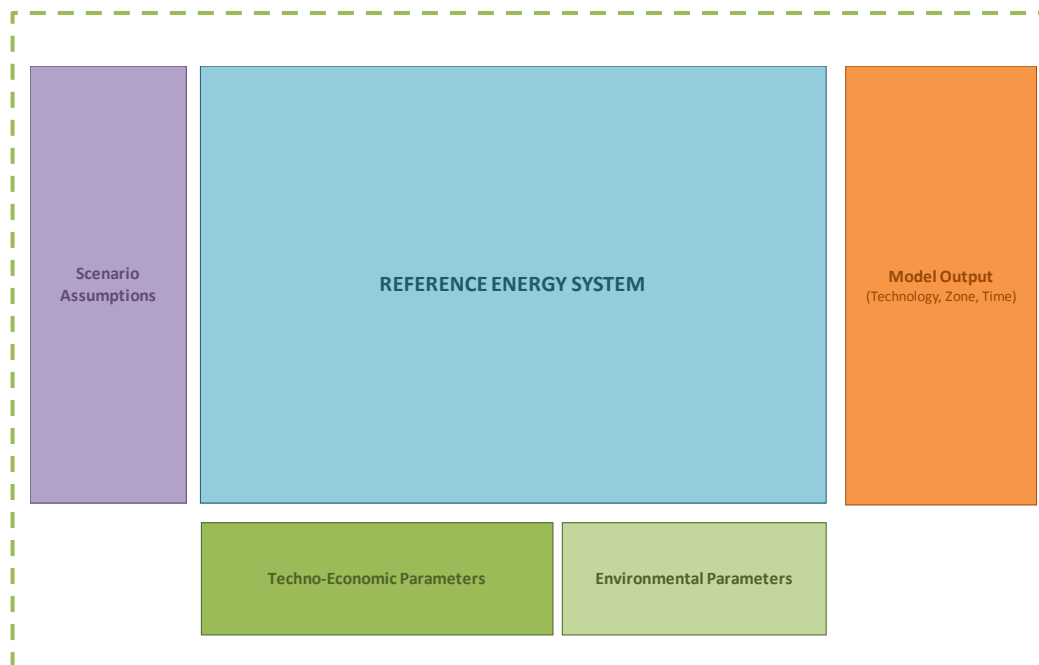 Scenario
Assumptions
REFERENCE ENERGY SYSTEM
Model Output
(Technology, Zone, Time)
Techno-Economic Parameters
Environmental Parameters